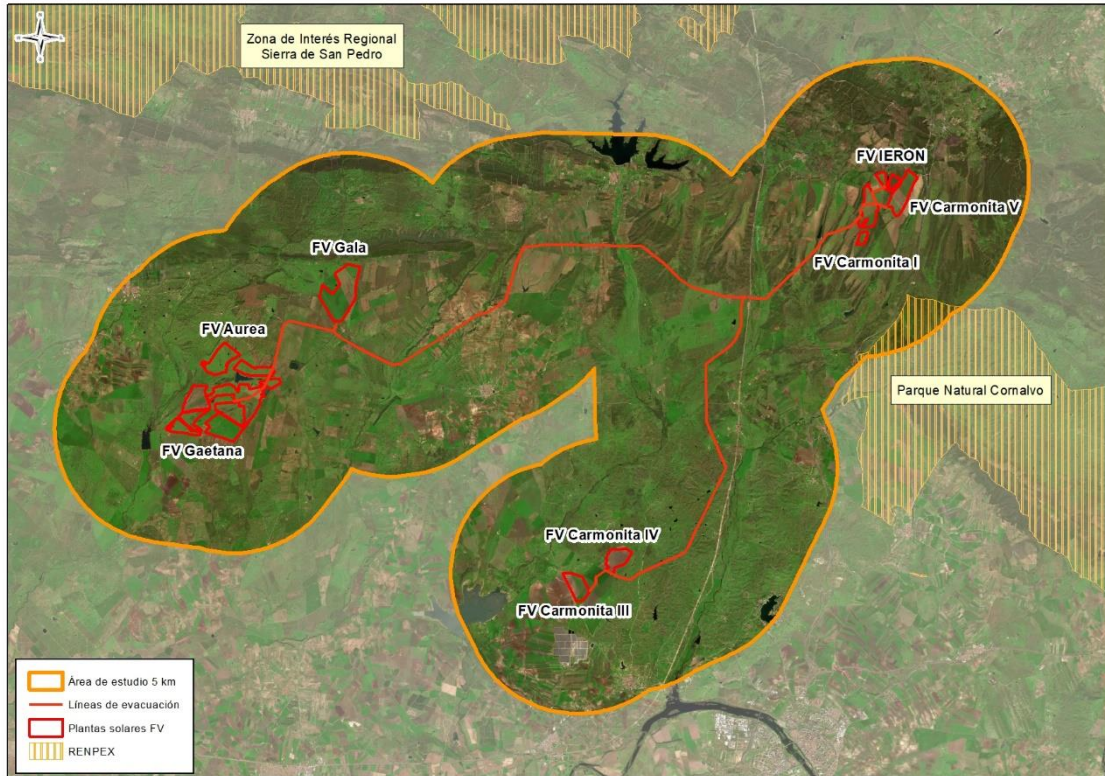 Zona de Interés Regional
Sierra de San Pedro
FV IERON
FV Carmonita V
FV Carmonita I
FV Gala
FV Aurea
FV Gaetana
Parque Natural Cornalvo
FV Carmonita IV
FV Carmonita III
Área de estudio 5 km
Líneas de evacuación
Plantas solares FV
RENPEX